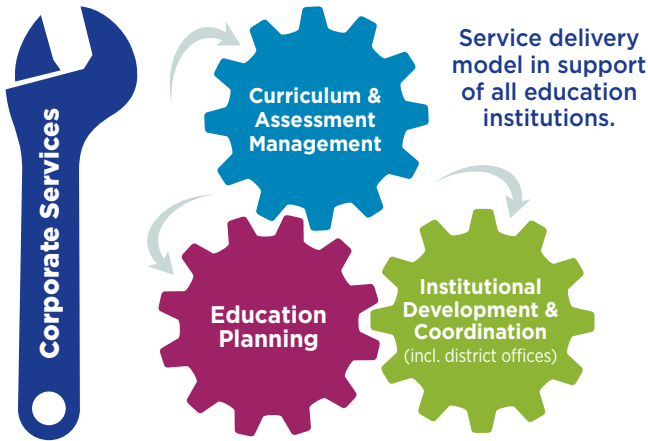 Corporate Services
Curriculum &
Assessment
Management
Service delivery
model in support
of all education
institutions.
Education
Planning
Institutional
Development &
Coordination
(incl. district offices)